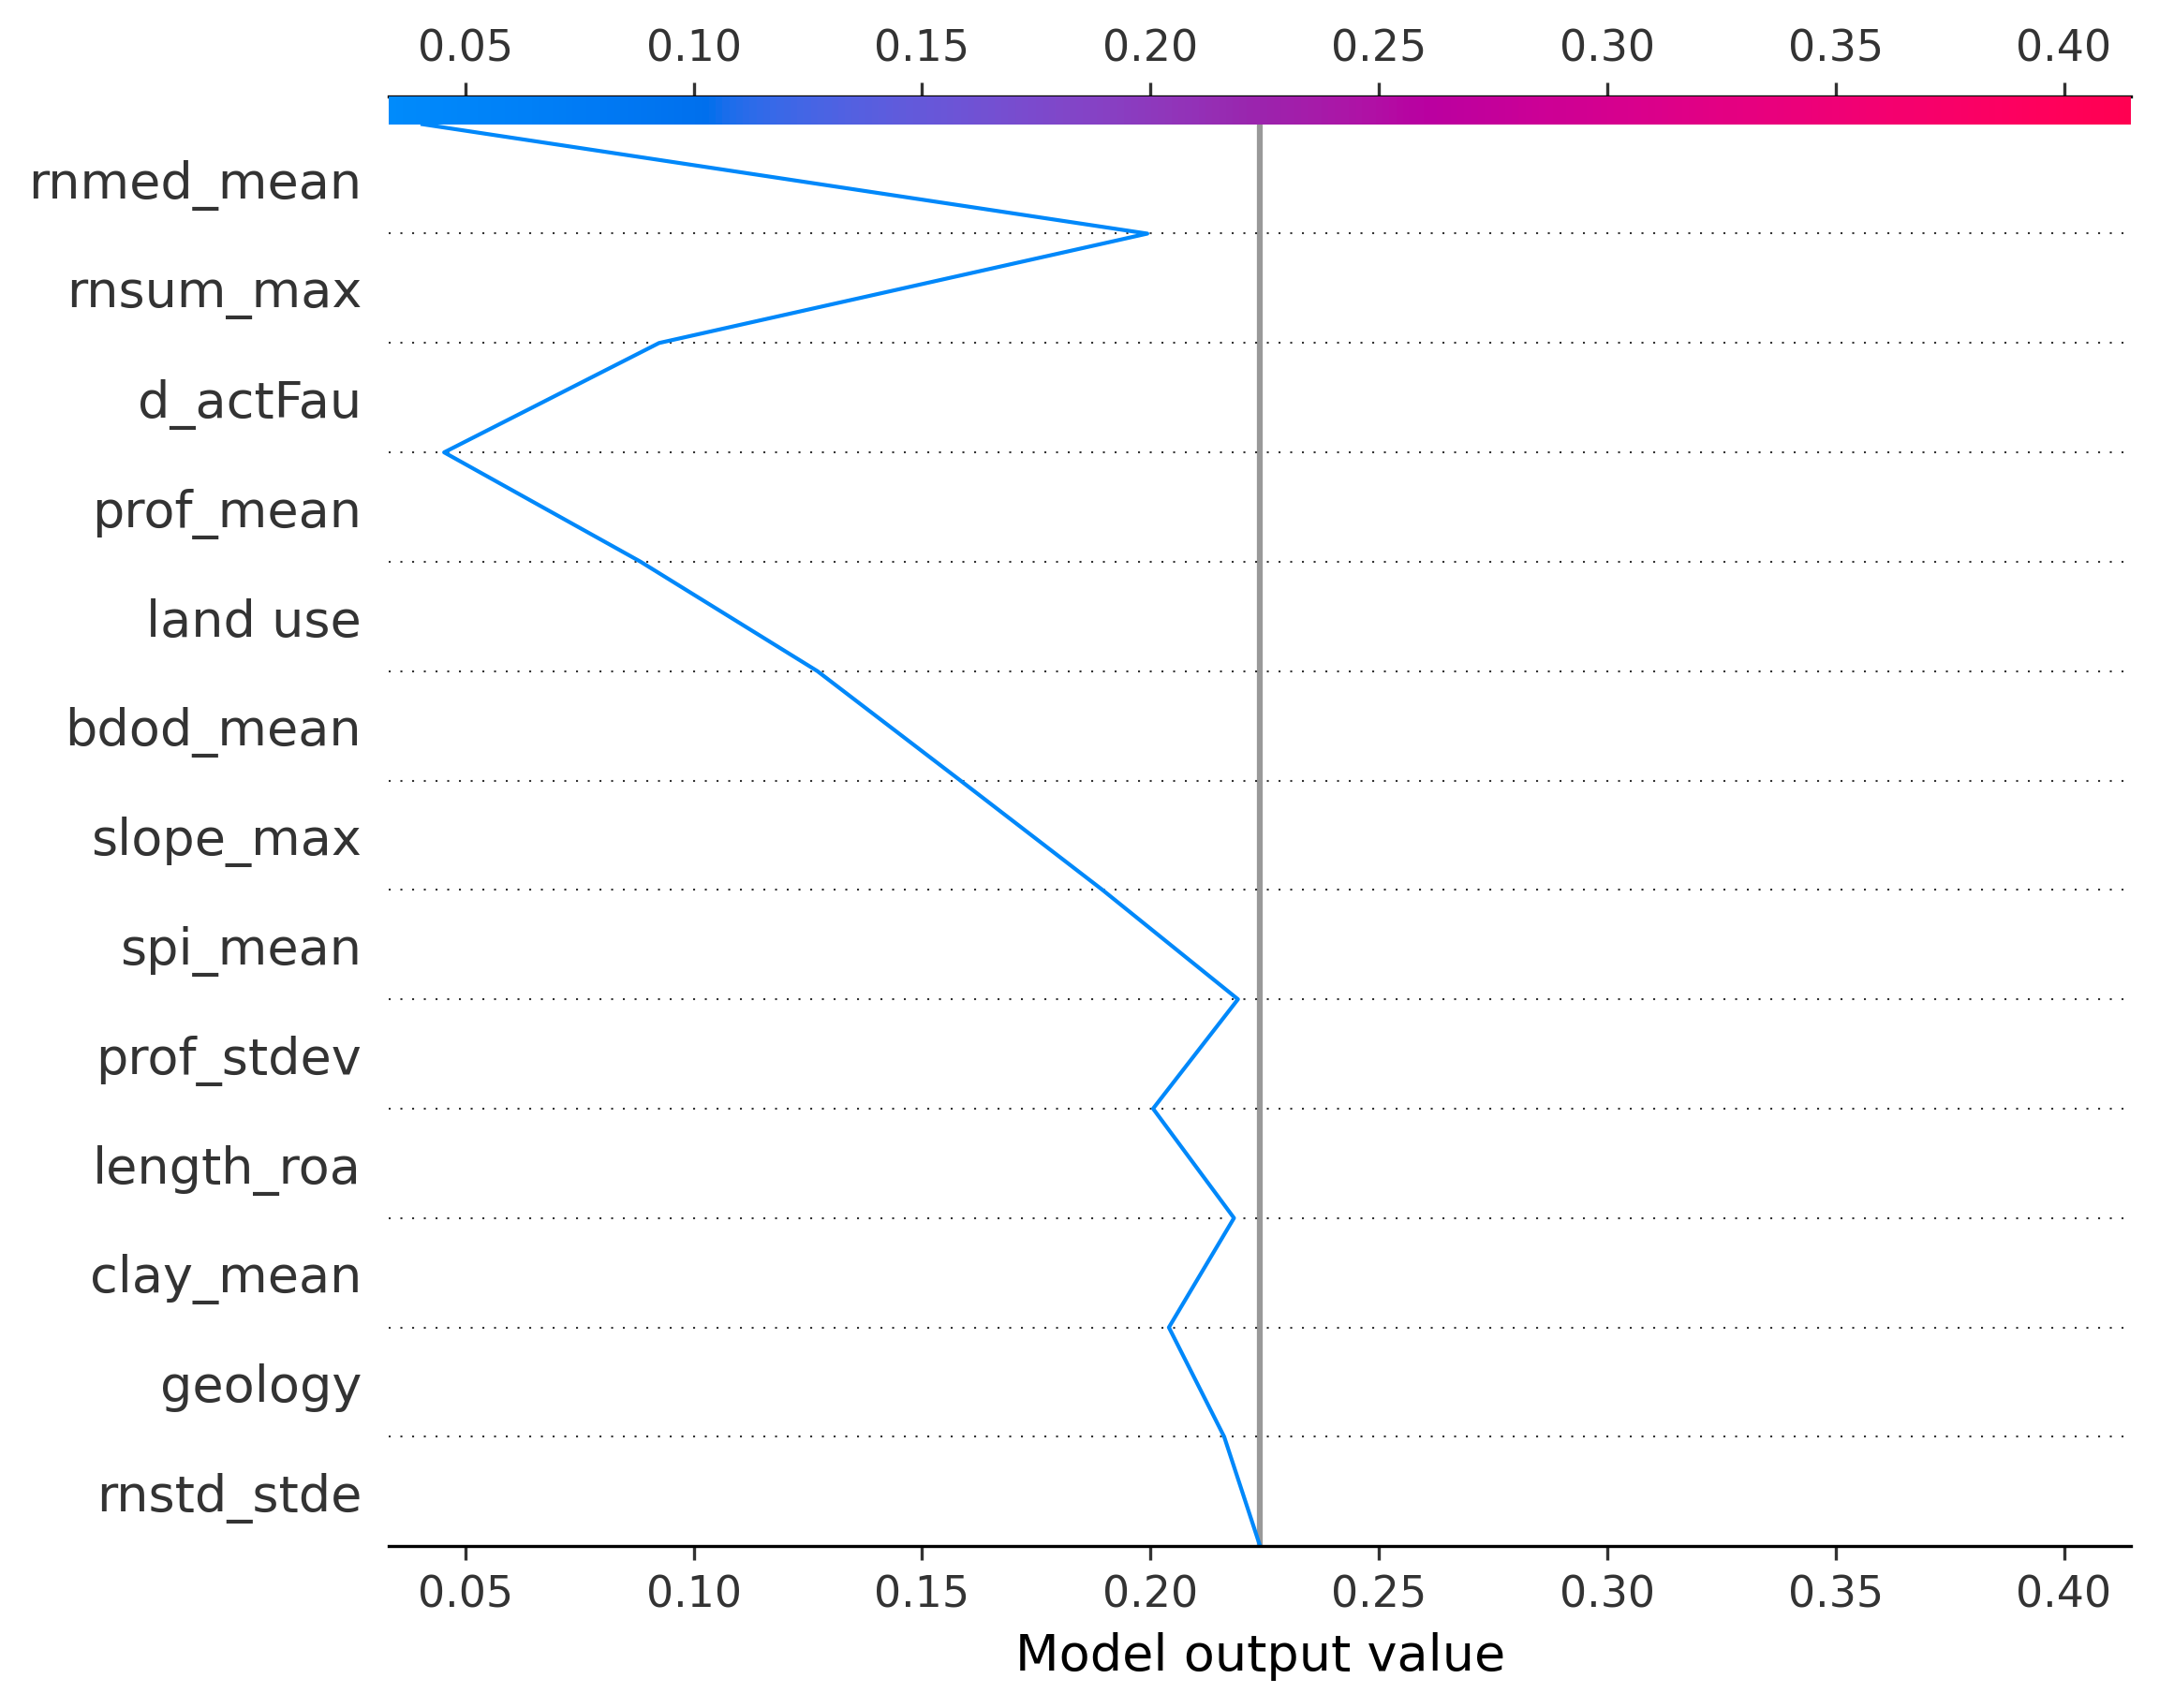 0.05 0.10 0.15 0.20 0.25 0.30 0.35 0.40
rnmed_mean
rnsum_max
d_actFau
prof_mean
land use
bdod_mean
slope_max
spi_mean
prof_stdev
length_roa
clay_mean
geology
rnstd_stde
0.05 0.10 0.15 0.20 0.25 0.30 0.35 0.40
Model output value